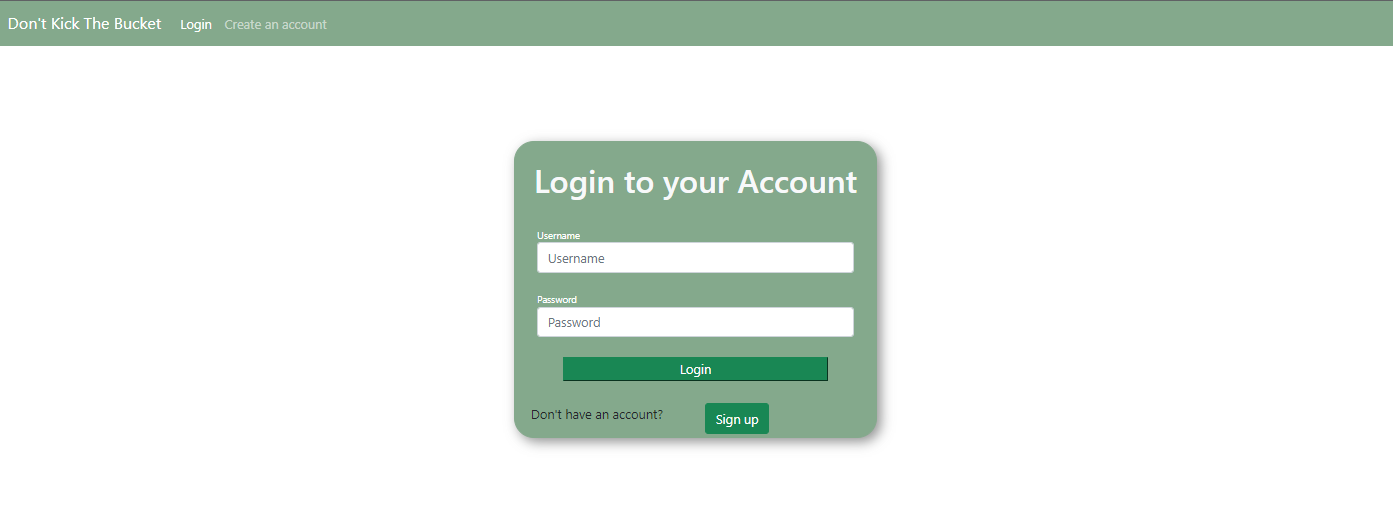 Don't Kick The Bucket Login Create an account
Login to your Account
Username
Username
Password
Password
Login
Don't have an account? Sign up